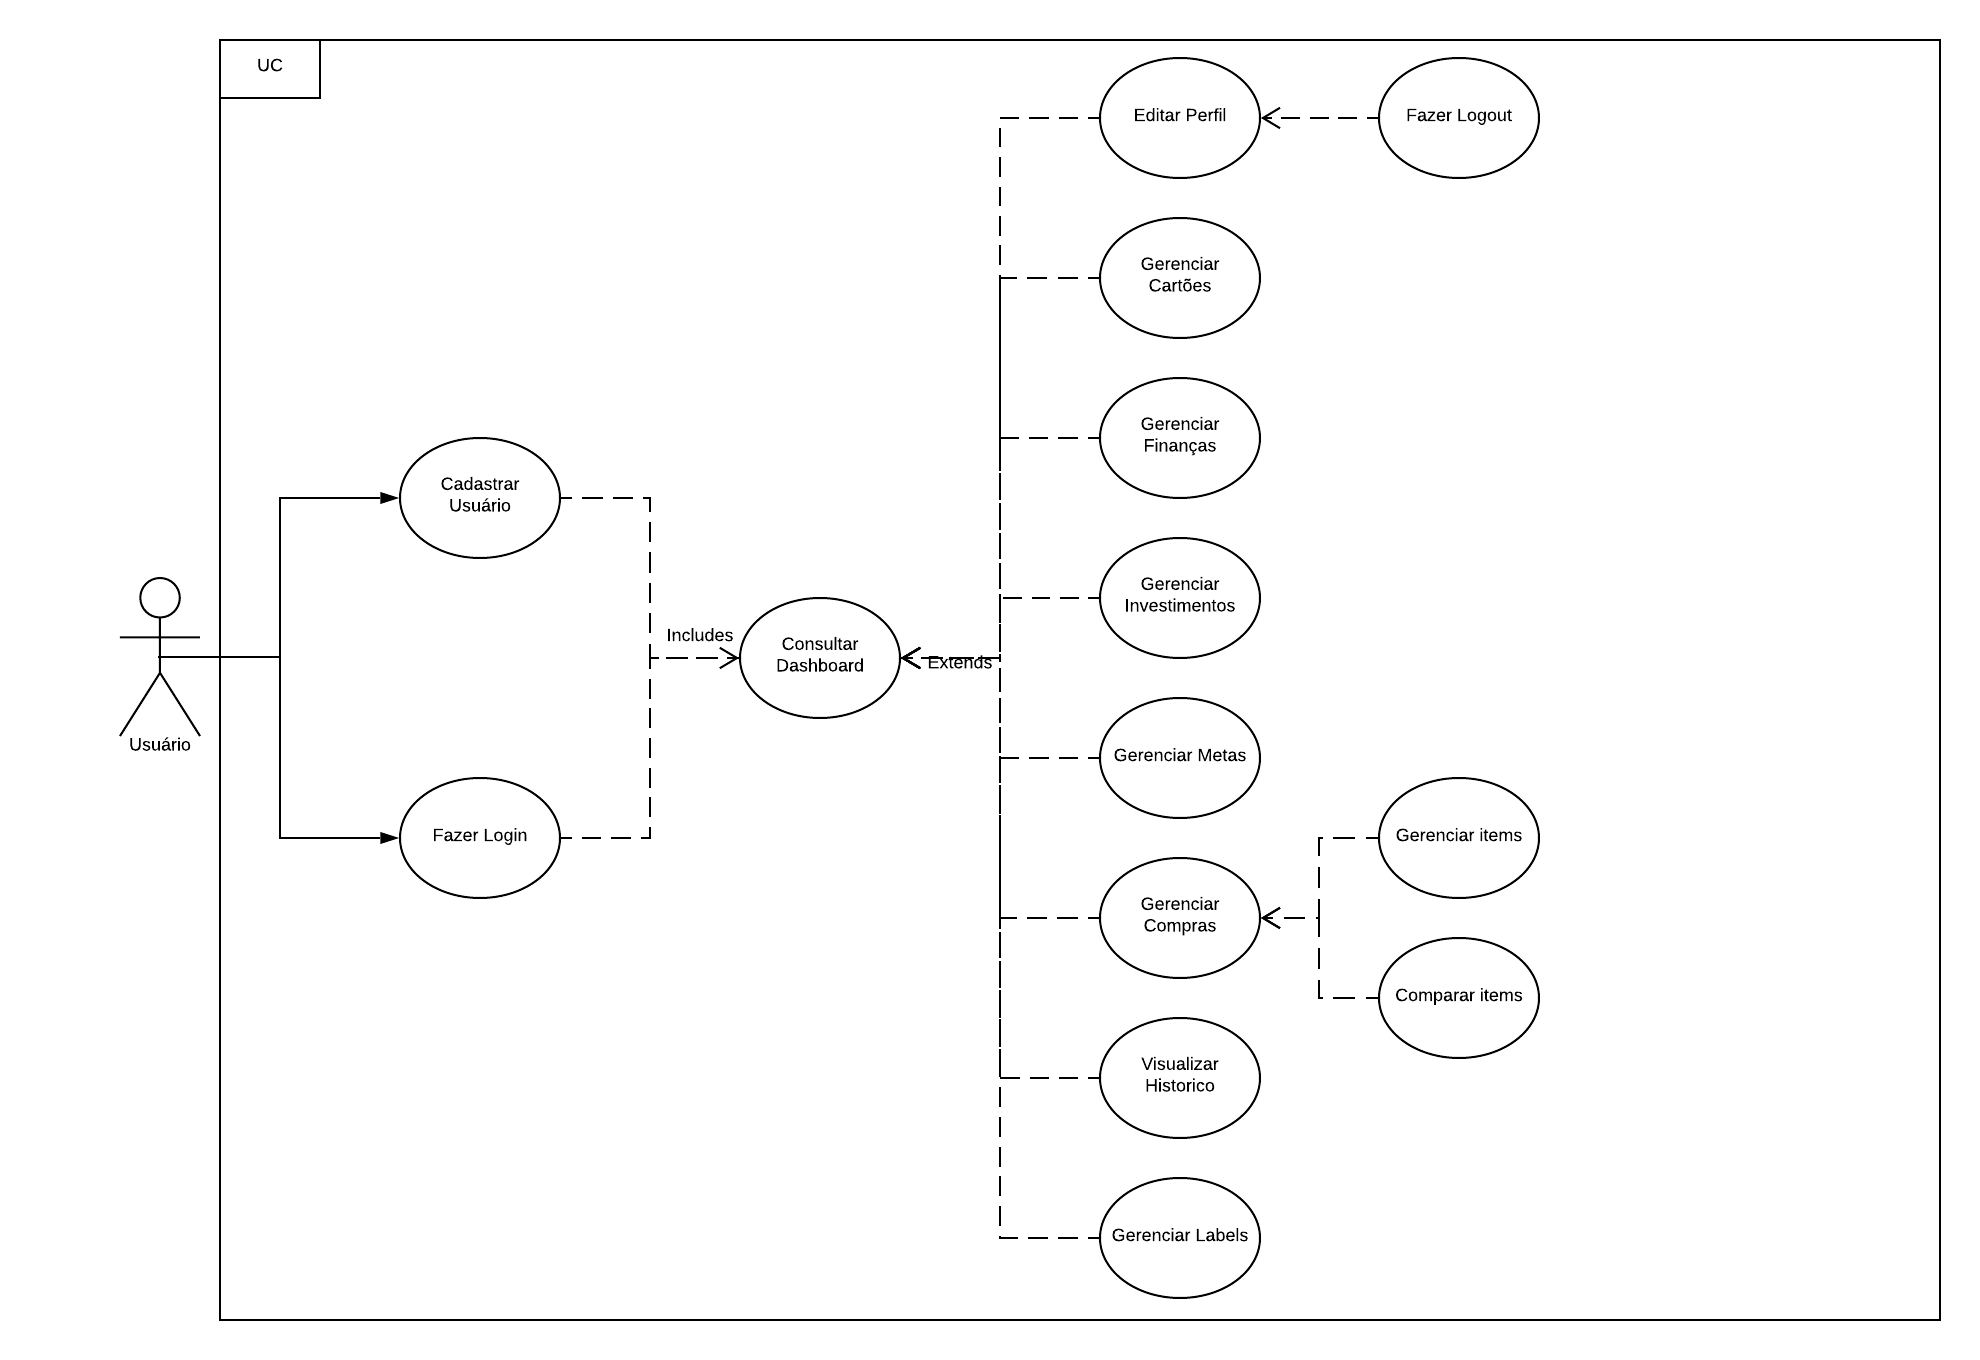 UC
Editar Perfil
Fazer Logout
Gerenciar
Cartões
Gerenciar
Finanças
Cadastrar
Usuário
Gerenciar
Investimentos
Includes
Consultar
Dashboard
Extends
Usuário
Gerenciar Metas
Fazer Login
Gerenciar items
Gerenciar
Compras
Comparar items
Visualizar
Historico
Gerenciar Labels